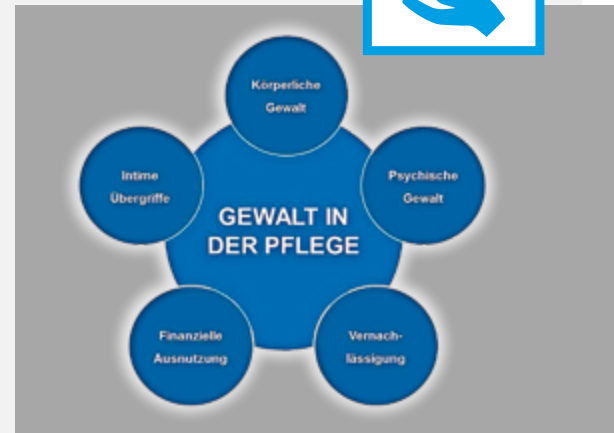 Körperliche
Gewalt
Intime
Übergriffe
Psychische
Gewalt
GEWALT IN
DER PFLEGE
Finanzielle
Ausnutzung
Vernach-
lässigung